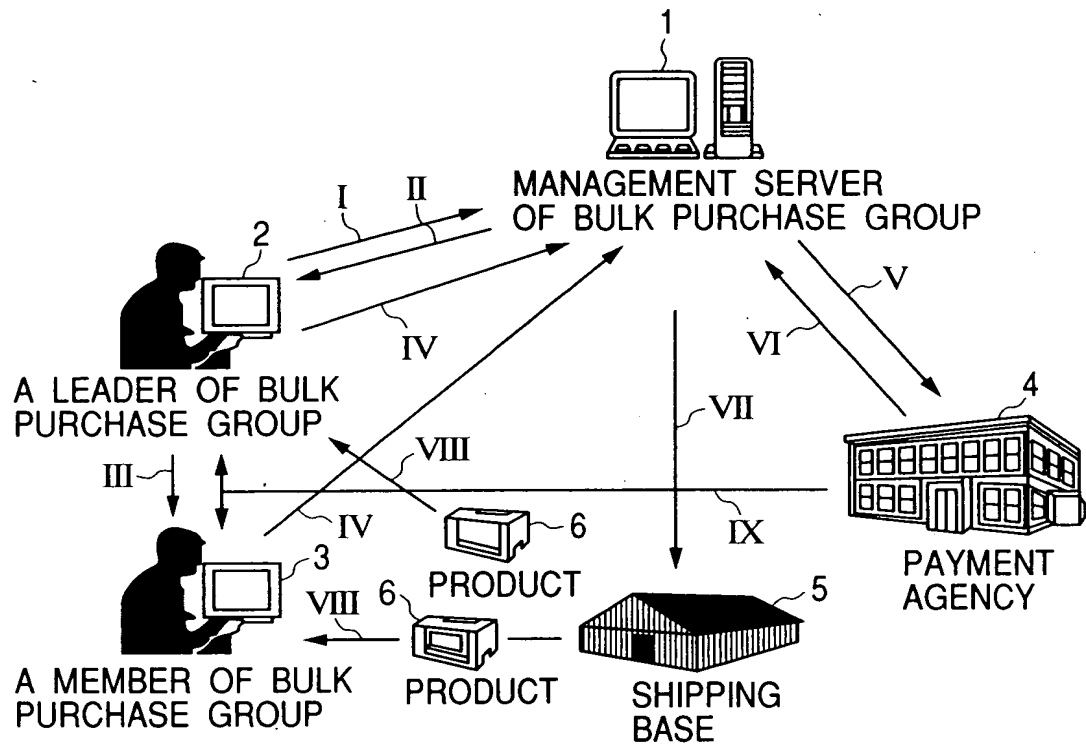 1
MANAGEMENT SERVER
OF BULK PURCHASE GROUP
I
II
2
IV
V
VI
A LEADER OF BULK
PURCHASE GROUP
4
VII
III
VIII
IX
IV
6
PRODUCT
PAYMENT
AGENCY
3
VIII
6
PRODUCT
5
SHIPPING
BASE
A MEMBER OF BULK
PURCHASE GROUP